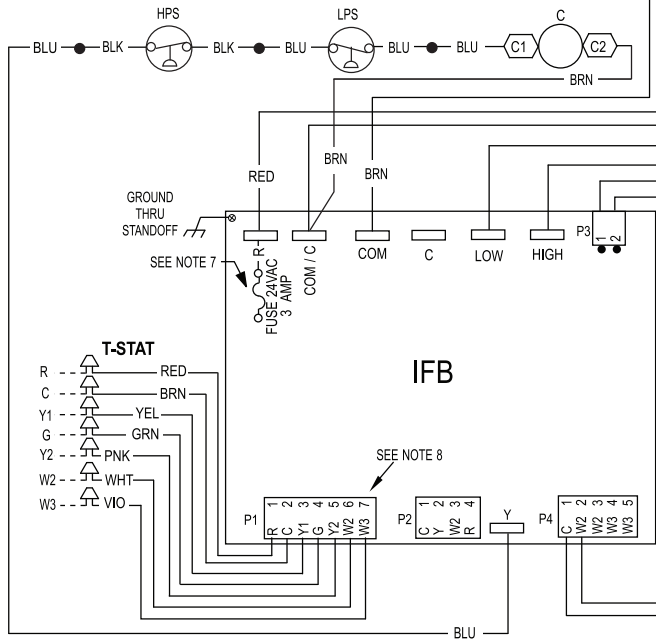 HPS
LPS
C
BLU
BLK
BLK
BLU
BLU
BLU
C1
C2
BRN
RED
BRN
BRN
GROUND
THRU
STANDOFF
SEE NOTE 7
R
FUSE 24VAC
3 AMP
COM / C
COM
C
LOW
HIGH
P3
1
2
IFB
T-STAT
R
RED
C
BRN
Y1
YEL
G
GRN
Y2
PNK
W2
WHT
W3
VIO
SEE NOTE 8
P1
1 2 3 4 5 6 7
R C Y1 G Y2 W2 W3
P2
1 2 3 4
C Y W2 R
Y
P4
1 2 3 4 5
C W2 W3 W4 W5
BLU